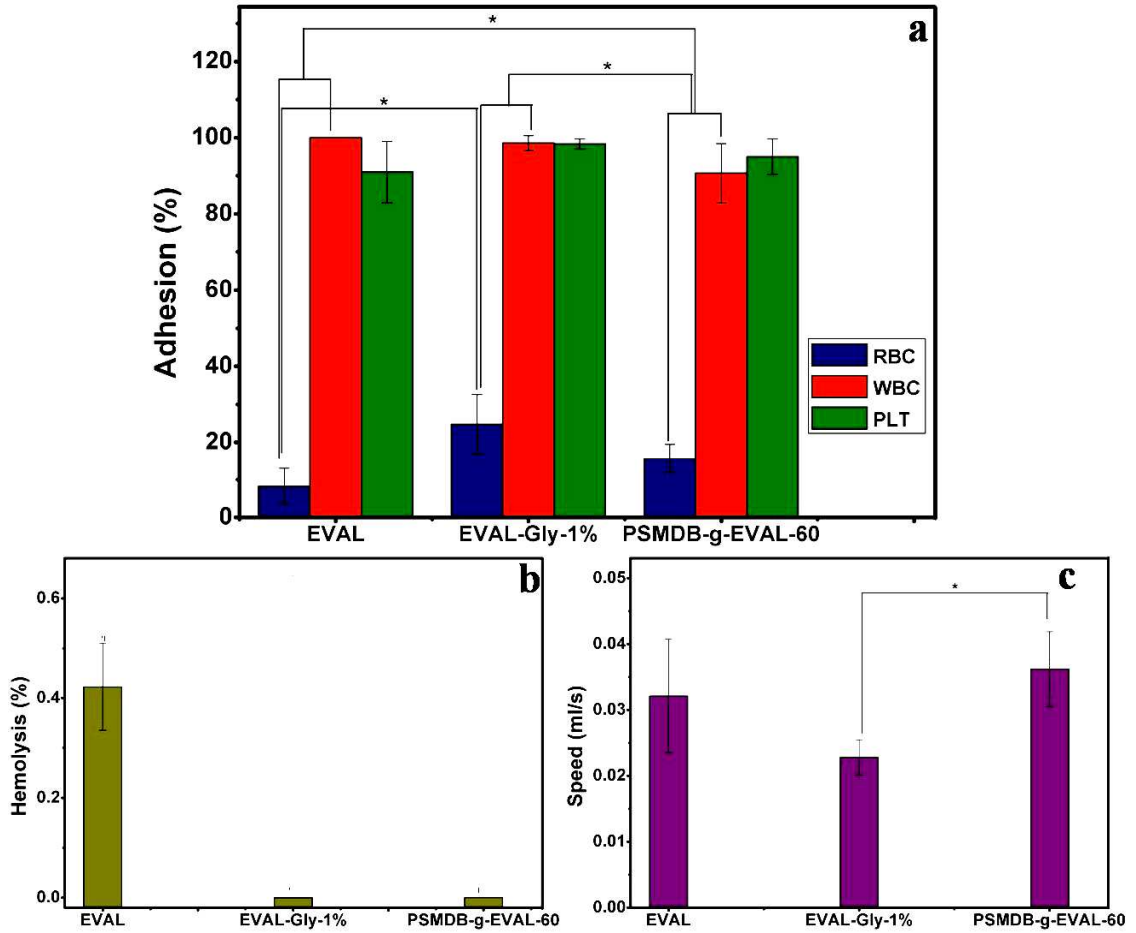 a
*
*
*
120
100
80
60
40
20
0
Adhesion (%)
RBC
WBC
PLT
EVAL EVAL-Gly-1% PSMDB-g-EVAL-60
b
0.6
0.4
0.2
0.0
Hemolysis (%)
EVAL EVAL-Gly-1% PSMDB-g-EVAL-60
c
*
0.05
0.04
0.03
0.02
0.01
0.00
Speed (ml/s)
EVAL EVAL-Gly-1% PSMDB-g-EVAL-60